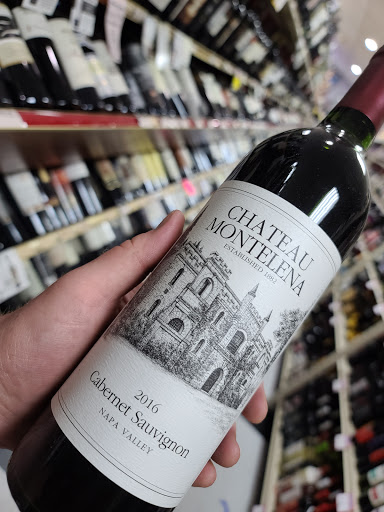 CHATEAU
MONTELENA
ESTABLISHED 1882
2016
Cabernet Sauvignon
NAPA VALLEY